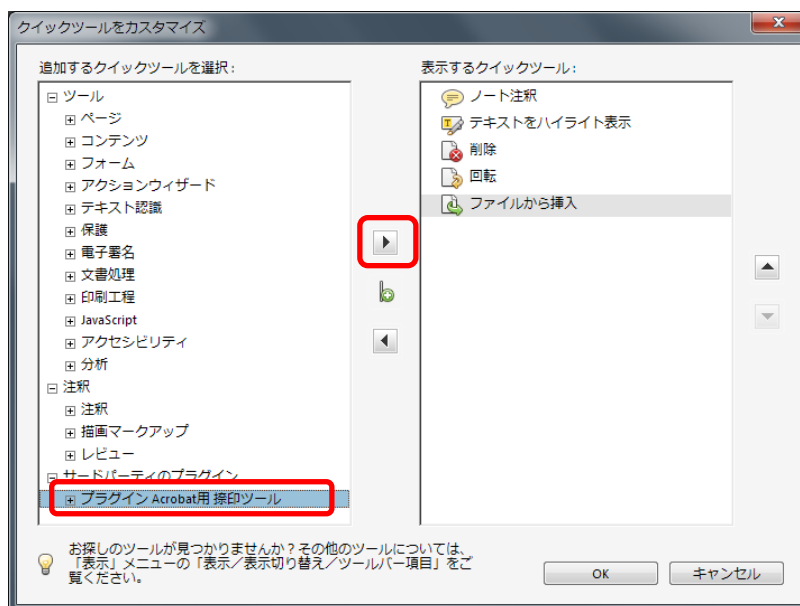 クイックツールをカスタマイズ
追加するクイックツールを選択:
表示するクイックツール:
ツール
ページ
コンテンツ
フォーム
アクションウィザード
テキスト認識
保護
電子署名
文書処理
印刷工程
JavaScript
アクセシビリティ
分析
注釈
注釈
描画マークアップ
レビュー
サードパーティのプラグイン
プラグイン Acrobat用 捺印ツール
ノート注釈
テキストをハイライト表示
削除
回転
ファイルから挿入
お探しのツールが見つかりませんか?その他のツールについては、
「表示」メニューの「表示/表示切り替え/ツールバー項目」をご
覧ください。
OK
キャンセル